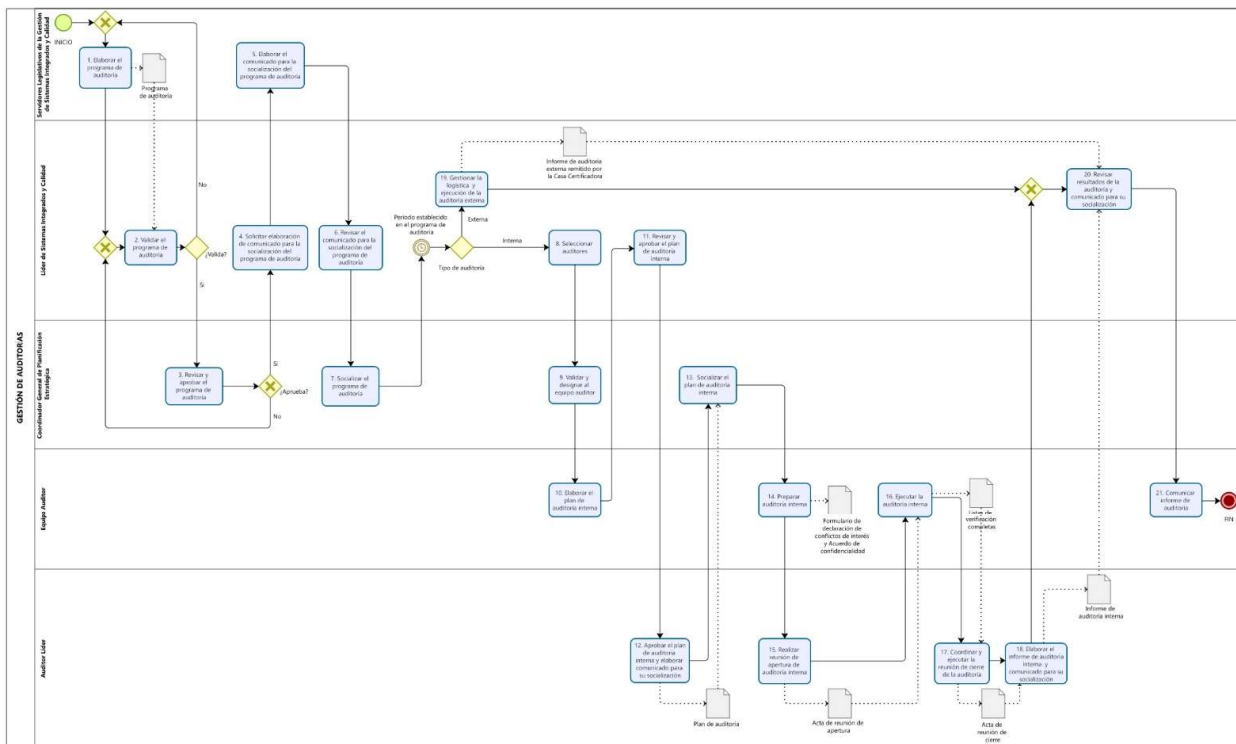 GESTIÓN DE AUDITORAS
Servidores Legislativos de la Gestión
de Sistemas Integrados y Calidad
INICIO
1. Elaborar el
programa de
auditoría
Programa
de auditoría
5. Elaborar el
comunicado para la
socialización del
programa de auditoría
Líder de Sistemas Integrados y Calidad
2. Validar el
programa de
auditoría
¿Valida?
No
Si
4. Solicitar elaboración
de comunicado para la
socialización del
programa de auditoría
6. Revisar el
comunicado para la
socialización del
programa de
auditoría
Periodo establecido
en el programa de
auditoría
Tipo de auditoría
Externa
Interna
19. Gestionar la
logística y
ejecución de la
auditoría externa
Informe de auditoría
externa remitido por
la Casa Certificadora
8. Seleccionar
auditores
11. Revisar y
aprobar el plan
de auditoría
interna
20. Revisar
resultados de la
auditoría y
comunicado para su
socialización
Coordinador General de Planificación
Estratégica
3. Revisar y
aprobar el
programa de
auditoría
¿Aprueba?
Si
No
7. Socializar el
programa de
auditoría
9. Validar y
designar al
equipo auditor
13. Socializar el
plan de auditoría
interna
Equipo Auditor
10. Elaborar el
plan de
auditoría interna
14. Preparar
auditoría interna
Formulario de
declaración de
conflictos de interés
y Acuerdo de
confidencialidad
16. Ejecutar la
auditoría interna
Listas de
verificación
completas
21. Comunicar
informe de
auditoría
FIN
Auditor Líder
12. Aprobar el plan
de auditoría
interna y elaborar
comunicado para
su socialización
Plan de auditoría
15. Realizar
reunión de
apertura de
auditoría interna
Acta de reunión de
apertura
17. Coordinar y
ejecutar la
reunión de cierre
de la auditoría
Acta de
reunión de
cierre
18. Elaborar el
informe de auditoría
interna y
comunicado para su
socialización
Informe de
auditoría interna